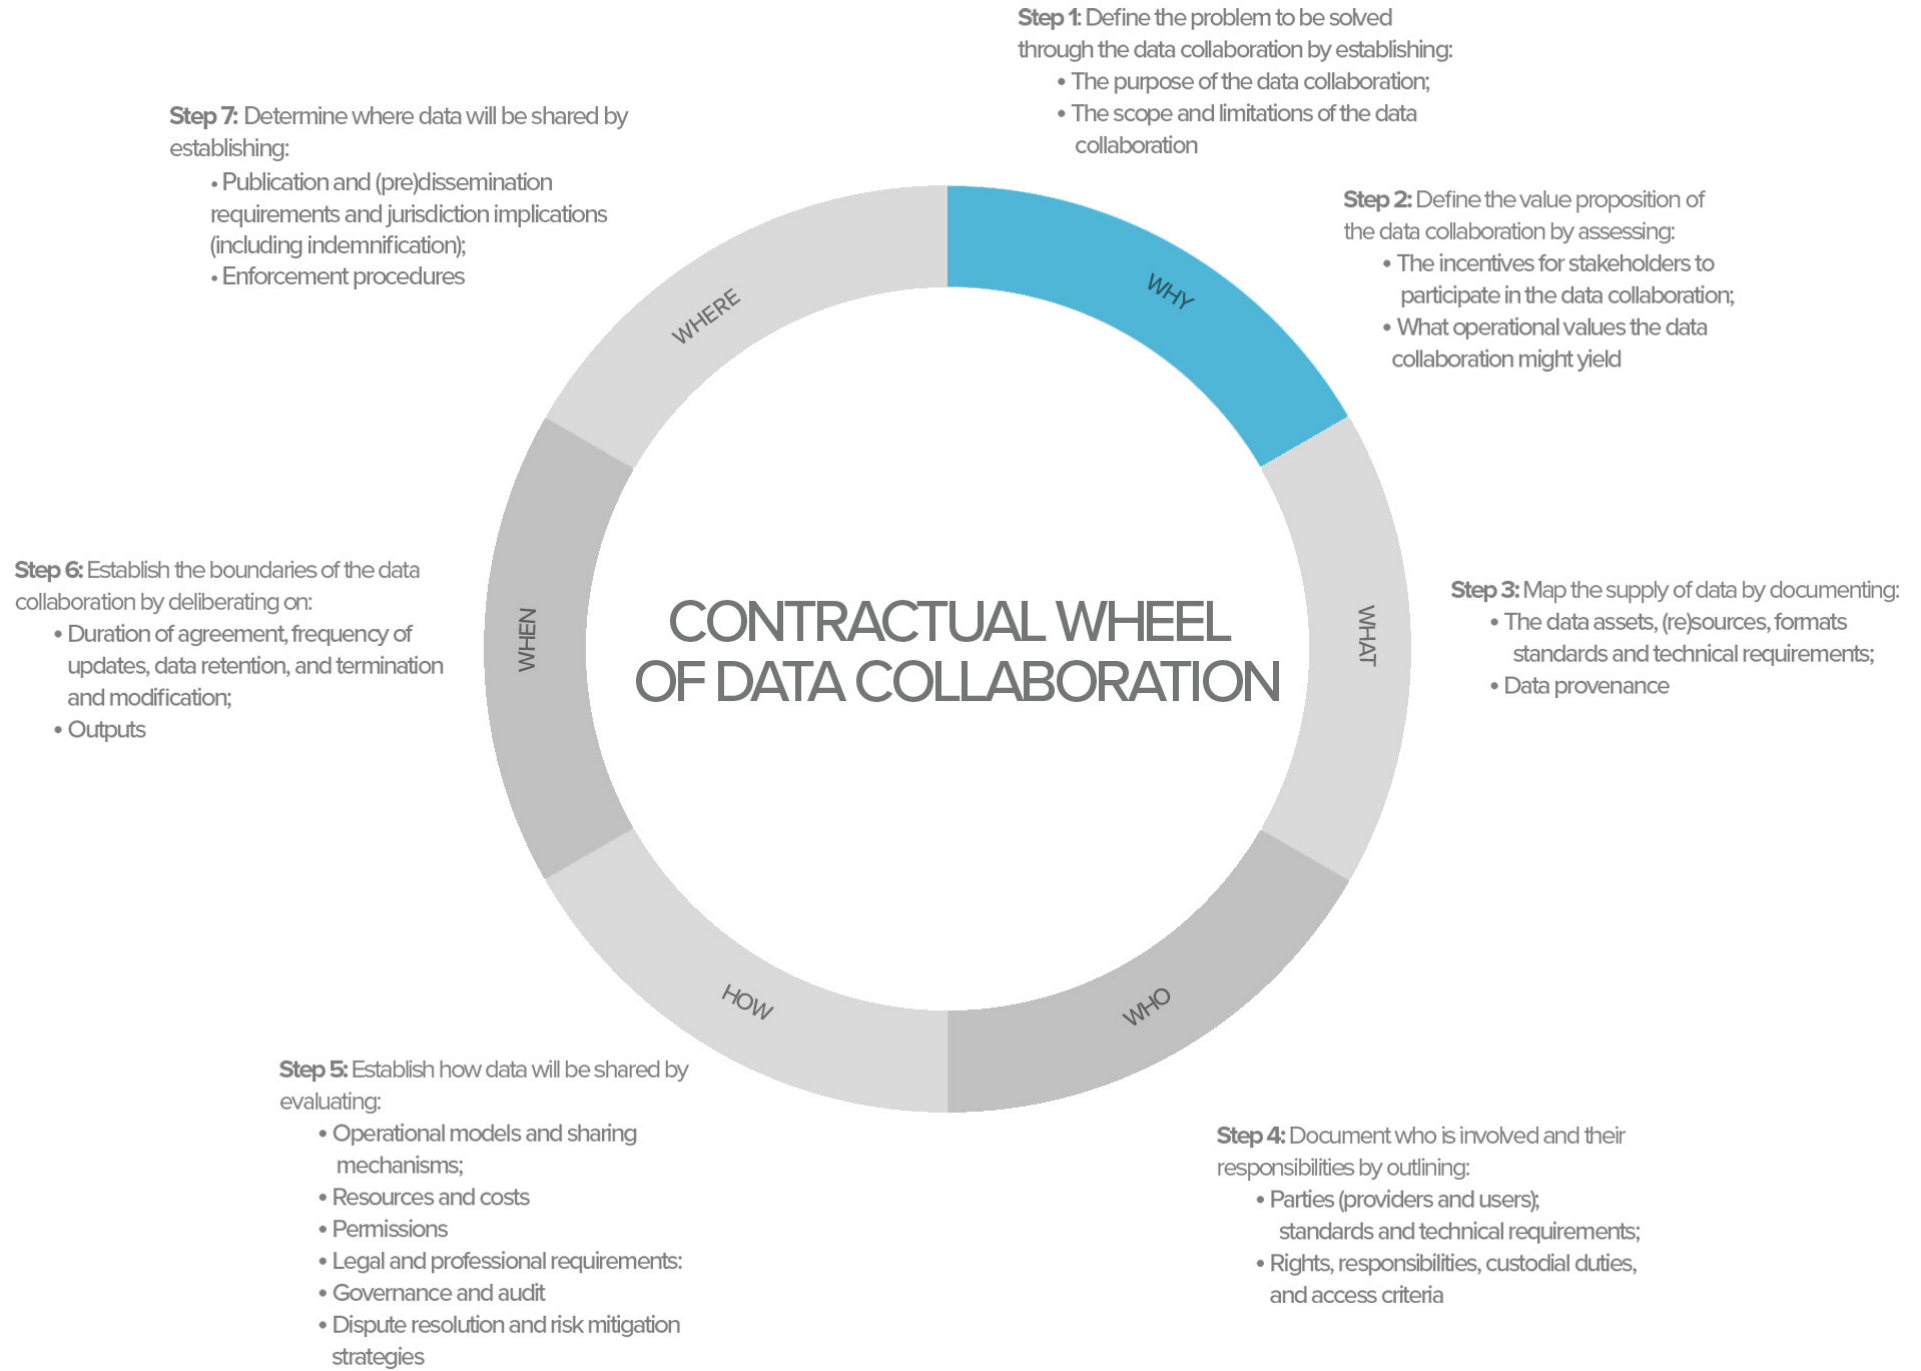 Step 1: Define the problem to be solved
through the data collaboration by establishing:
• The purpose of the data collaboration;
• The scope and limitations of the data
collaboration
Step 2: Define the value proposition of
the data collaboration by assessing:
• The incentives for stakeholders to
participate in the data collaboration;
• What operational values the data
collaboration might yield
Step 3: Map the supply of data by documenting:
• The data assets, (re)sources, formats
standards and technical requirements;
• Data provenance
Step 4: Document who is involved and their
responsibilities by outlining:
• Parties (providers and users);
standards and technical requirements;
• Rights, responsibilities, custodial duties,
and access criteria
Step 5: Establish how data will be shared by
evaluating:
• Operational models and sharing
mechanisms;
• Resources and costs
• Permissions
• Legal and professional requirements:
• Governance and audit
• Dispute resolution and risk mitigation
strategies
Step 6: Establish the boundaries of the data
collaboration by deliberating on:
• Duration of agreement, frequency of
updates, data retention, and termination
and modification;
• Outputs
Step 7: Determine where data will be shared by
establishing:
• Publication and (pre)dissemination
requirements and jurisdiction implications
(including indemnification);
• Enforcement procedures
WHY
WHAT
WHO
HOW
WHEN
WHERE
CONTRACTUAL WHEEL
OF DATA COLLABORATION